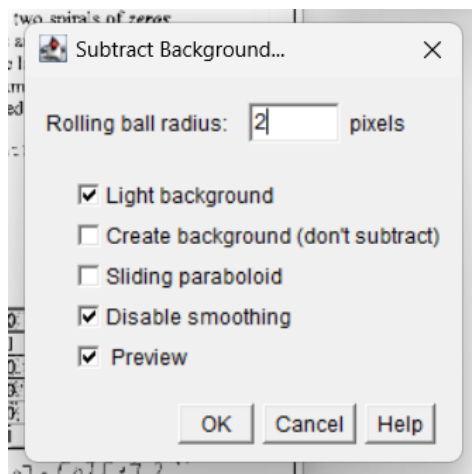 two spirals of zeros
Subtract Background...
Rolling ball radius: 2 pixels
Light background
Create background (don't subtract)
Sliding paraboloid
Disable smoothing
Preview
OK Cancel Help